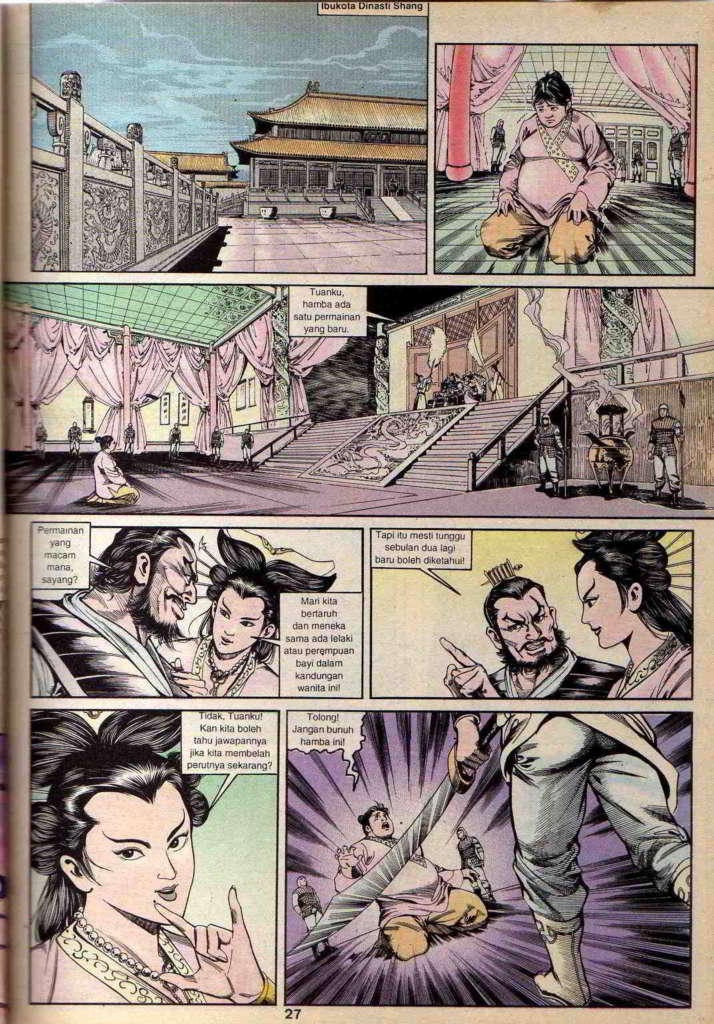 Ibukota Dinasti Shang
Tuanku,
hamba ada
satu permainan
yang baru.
Permainan
yang
macam
mana,
sayang?
Mari kita
bertaruh
dan meneka
sama ada lelaki
atau perempuan
bayi dalam
kandungan
wanita ini!
Tapi itu mesti tunggu
sebulan dua lagi
baru boleh diketahui!
Tidak, Tuanku!
Kan kita boleh
tahu jawapannya
jika kita membelah
perutnya sekarang?
Tolong!
Jangan bunuh
hamba ini!
27